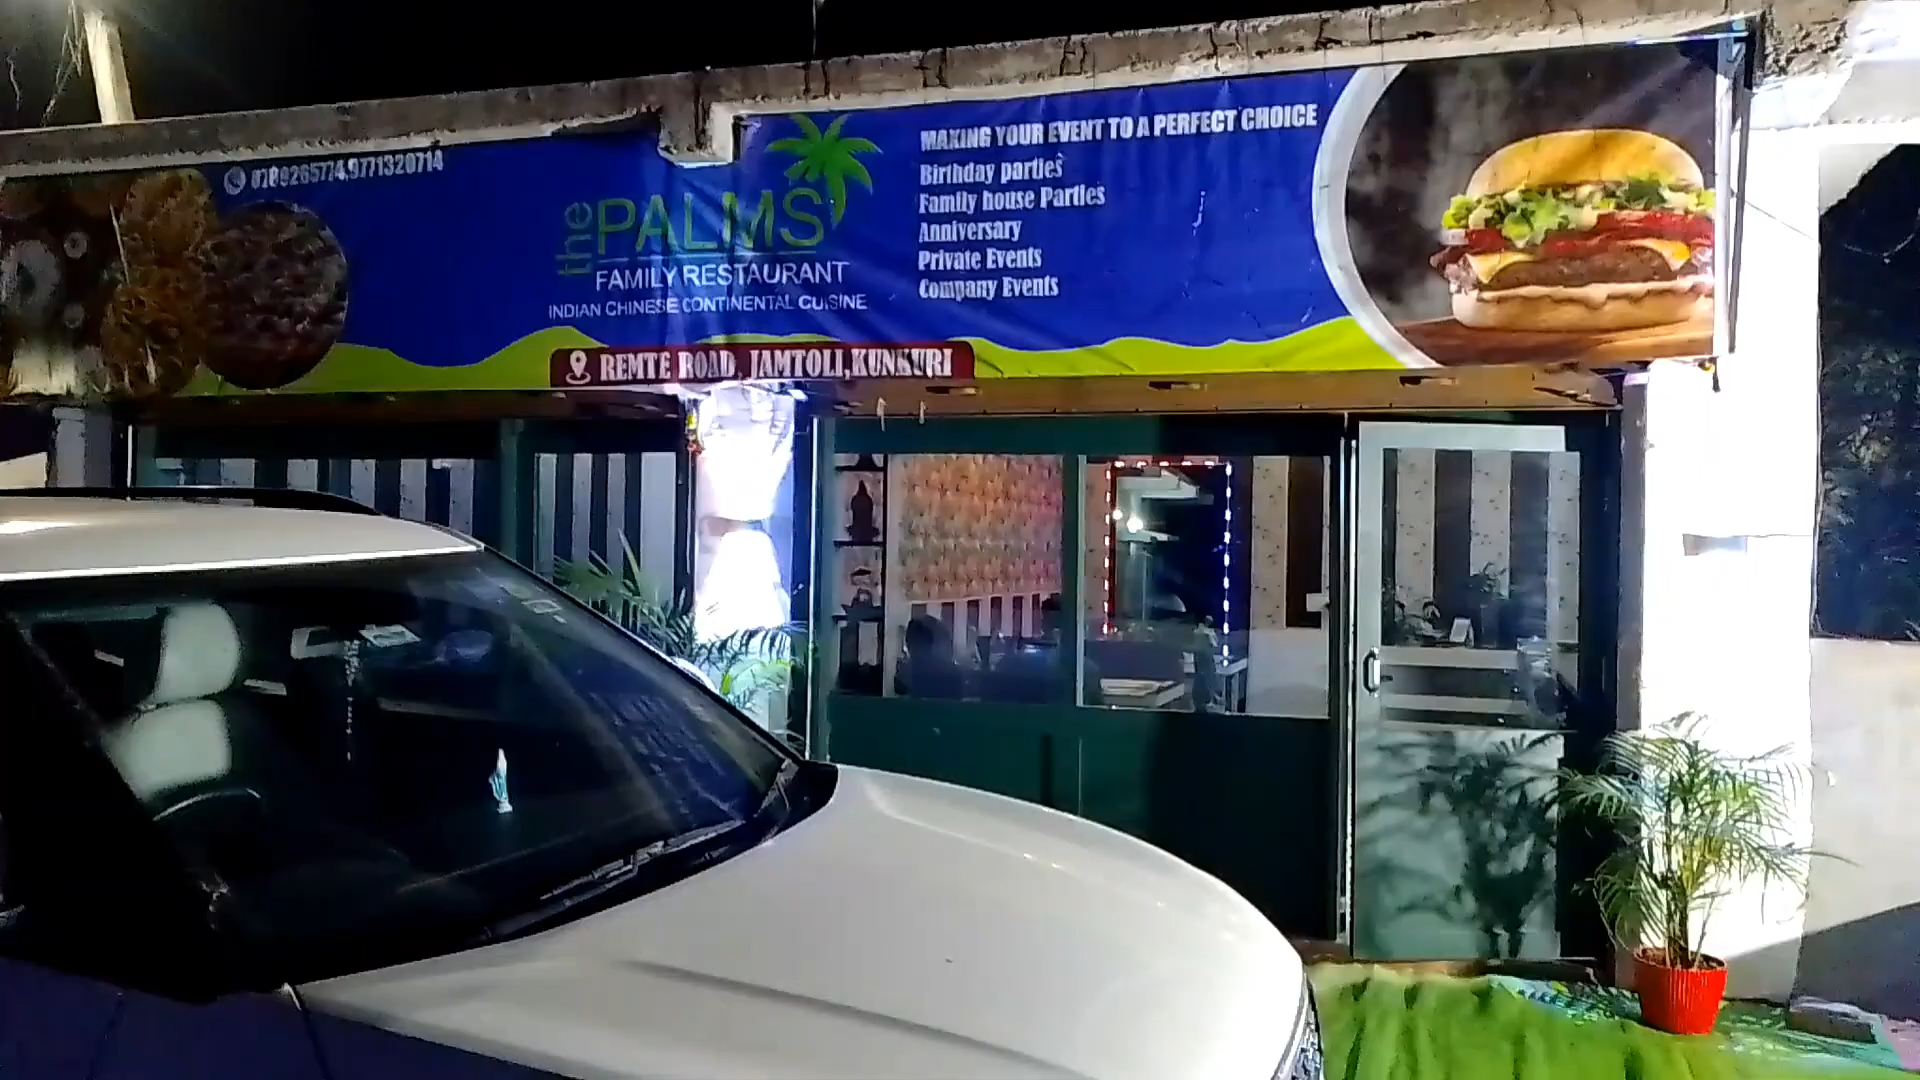 9771320714
the PALMS
FAMILY RESTAURANT
INDIAN CHINESE CONTINENTAL CUISINE
REMTE ROAD, JAMTOLI,KUNKURI
MAKING YOUR EVENT TO A PERFECT CHOICE
Birthday parties
Family house Parties
Anniversary
Private Events
Company Events